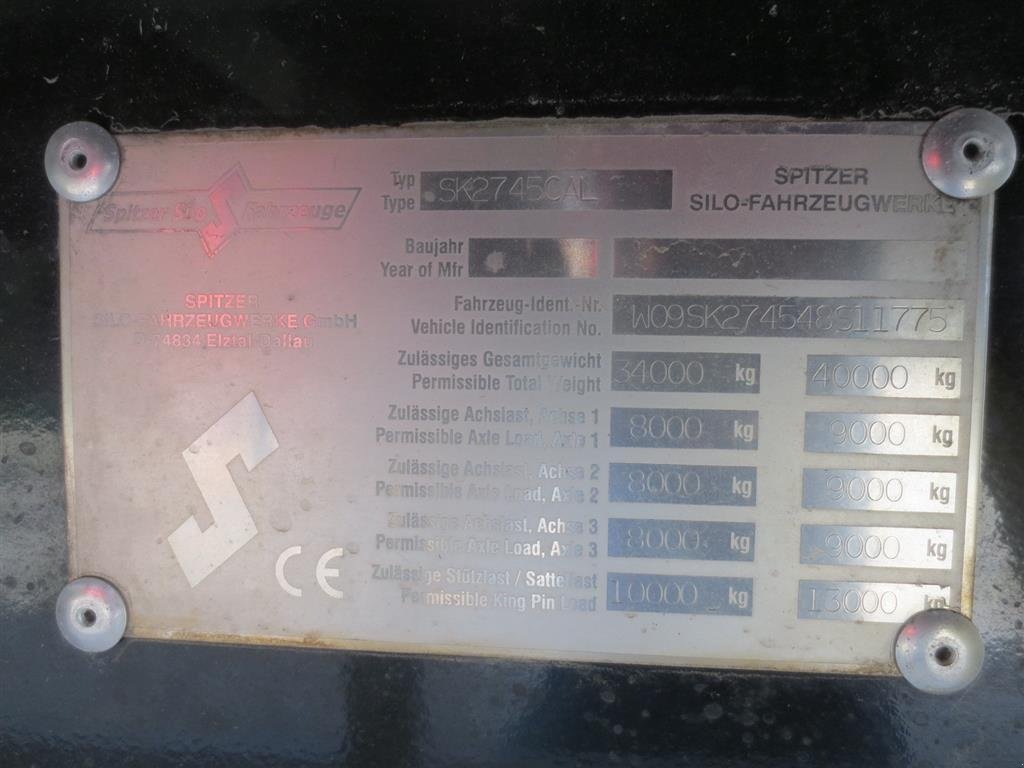 Spitzer Silo Fahrzeuge
SPITZER
SILO-FAHRZEUGWERKE GmbH
D-74834 Elztal-Dallau
CE
Typ
Type SK2745CAL
SPITZER
SILO-FAHRZEUGWERKE
Baujahr
Year of Mfr
Fahrzeug-Ident.-Nr.
Vehicle Identification No. W09SK274548S11775
Zulässiges Gesamtgewicht
Permissible Total Weight 34000 kg 40000 kg
Zulässige Achslast, Achse 1
Permissible Axle Load, Axle 1 8000 kg 9000 kg
Zulässige Achslast, Achse 2
Permissible Axle Load, Axle 2 8000 kg 9000 kg
Zulässige Achslast, Achse 3
Permissible Axle Load, Axle 3 8000 kg 9000 kg
Zulässige Stützlast / Sattellast
Permissible King Pin Load 10000 kg 13000 kg